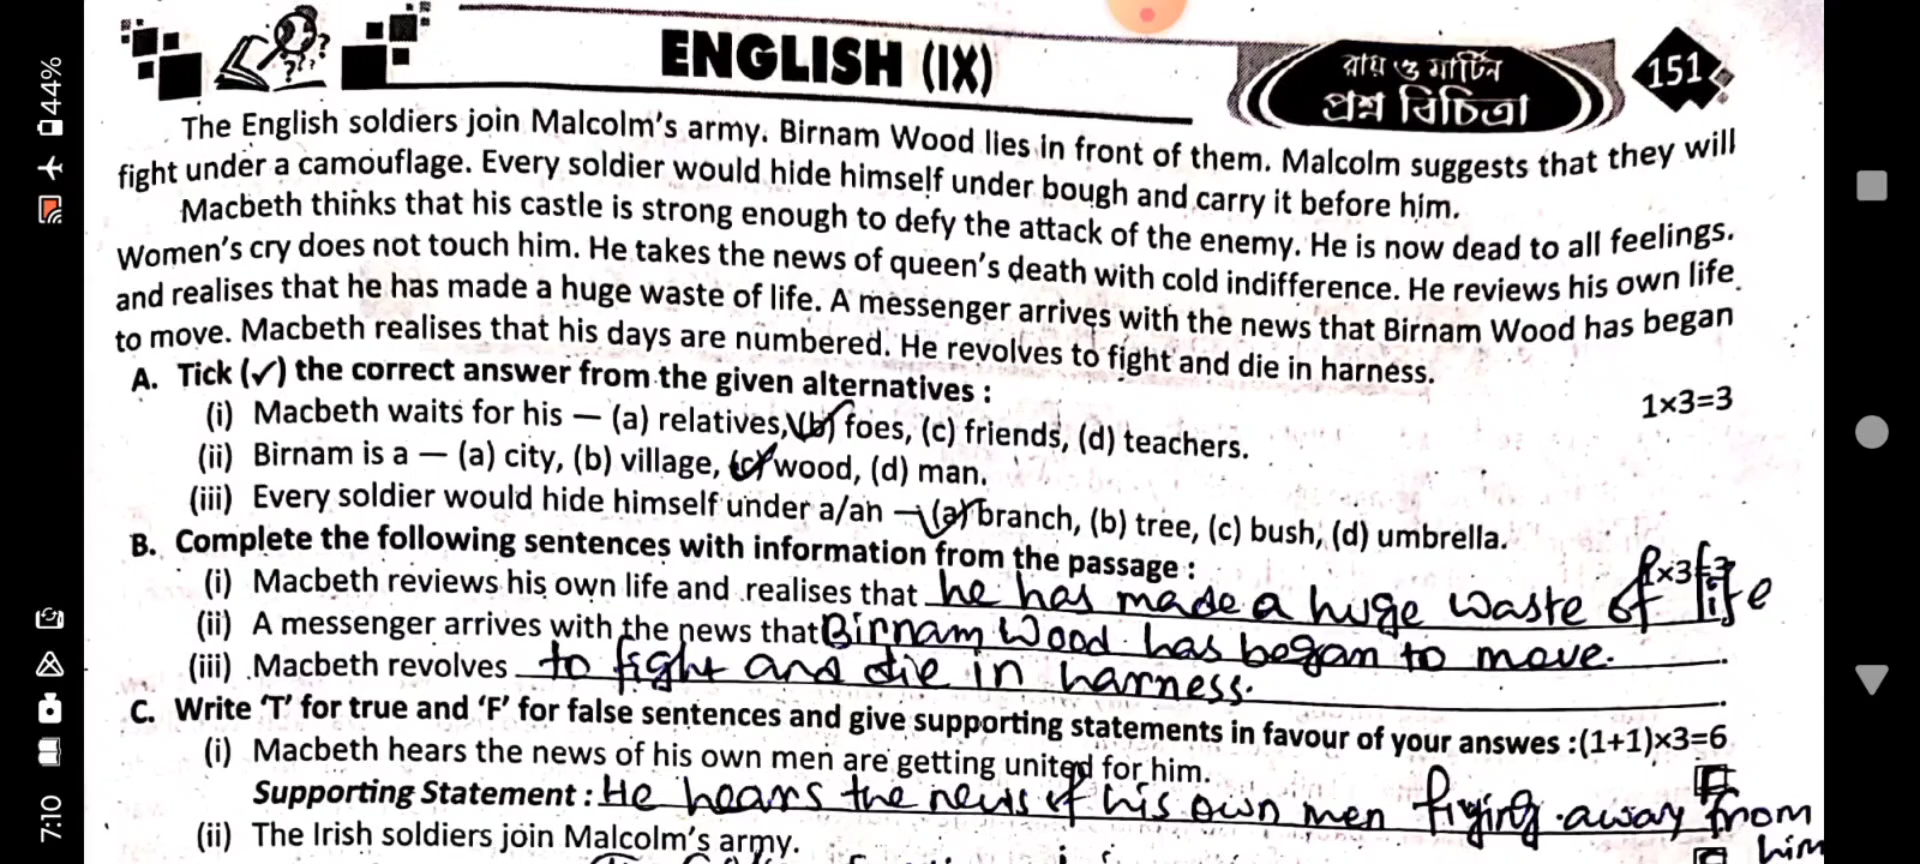 44%
7:10
ENGLISH (IX)
রায় ও মার্টিন
প্রশ্ন বিচিত্রা
151
The English soldiers join Malcolm's army. Birnam Wood lies in front of them. Malcolm suggests that they will
fight under a camouflage. Every soldier would hide himself under bough and carry it before him.
Macbeth thinks that his castle is strong enough to defy the attack of the enemy. He is now dead to all feelings.
Women's cry does not touch him. He takes the news of queen's death with cold indifference. He reviews his own life
and realises that he has made a huge waste of life. A messenger arrives with the news that Birnam Wood has began
to move. Macbeth realises that his days are numbered. He revolves to fight and die in harness.
A. Tick (✓) the correct answer from the given alternatives : 1×3=3
(i) Macbeth waits for his — (a) relatives, (b) foes, (c) friends, (d) teachers.
(ii) Birnam is a — (a) city, (b) village, (c) wood, (d) man.
(iii) Every soldier would hide himself under a/an — (a) branch, (b) tree, (c) bush, (d) umbrella.
B. Complete the following sentences with information from the passage : 1×3=3
(i) Macbeth reviews his own life and realises that he has made a huge waste of life
(ii) A messenger arrives with the news that Birnam Wood has began to move.
(iii) Macbeth revolves to fight and die in harness.
C. Write 'T' for true and 'F' for false sentences and give supporting statements in favour of your answes :(1+1)×3=6
(i) Macbeth hears the news of his own men are getting united for him. F
Supporting Statement : He hears the news of his own men flying away from him
(ii) The Irish soldiers join Malcolm's army.